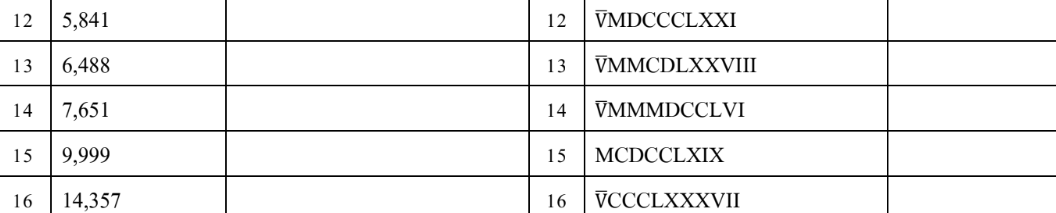 12 5,841 12 V̅MDCCCLXXI
13 6,488 13 V̅MMCDLXXVIII
14 7,651 14 V̅MMMDCCLVI
15 9,999 15 MCDCCLXIX
16 14,357 16 V̅CCCLXXXVII